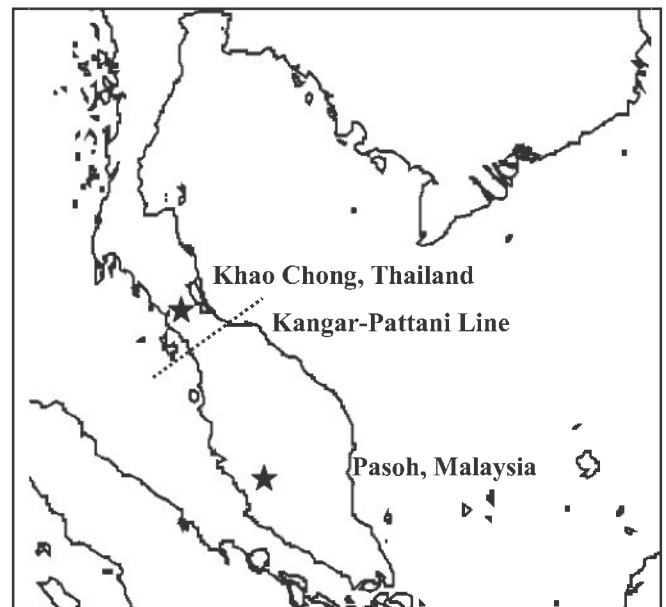 Khao Chong, Thailand
Kangar-Pattani Line
Pasoh, Malaysia